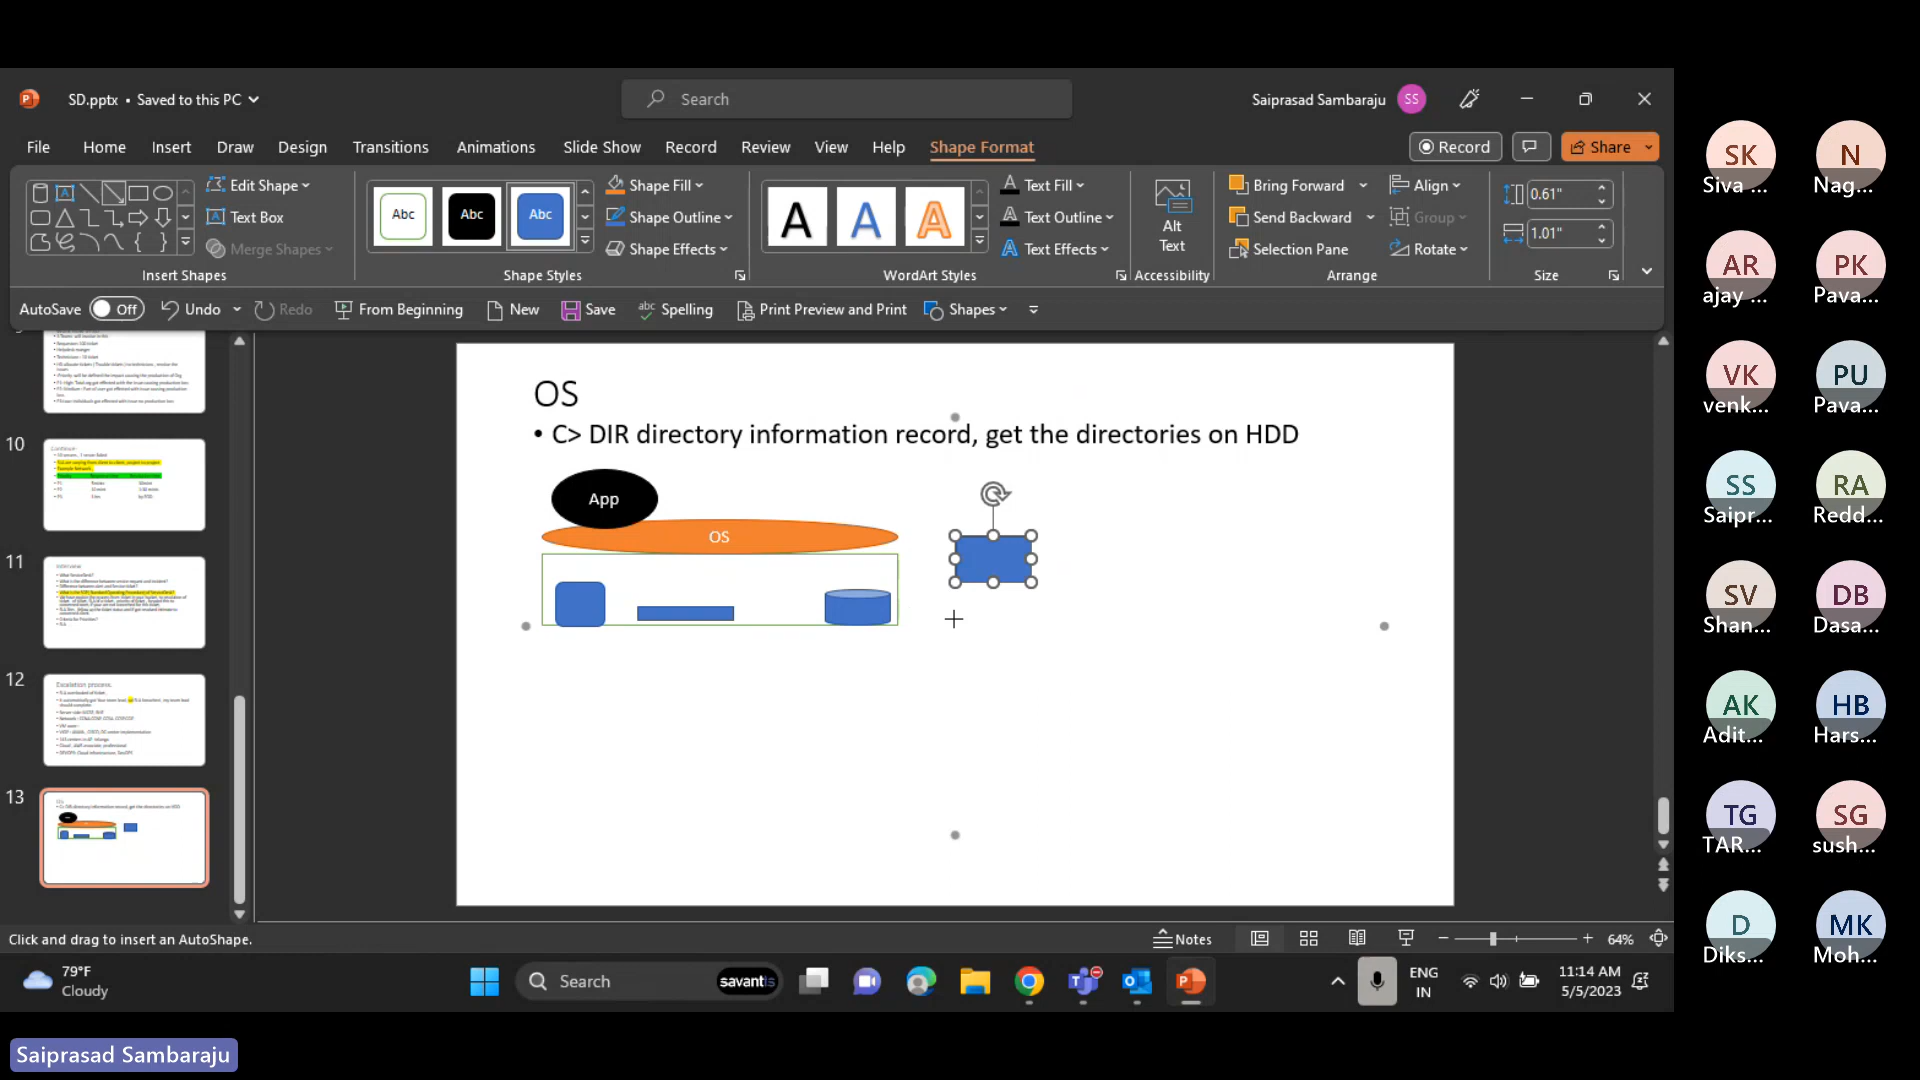 SD.pptx • Saved to this PC
Search
Saiprasad Sambaraju
SS
File
Home
Insert
Draw
Design
Transitions
Animations
Slide Show
Record
Review
View
Help
Shape Format
Record
Share
Edit Shape
Text Box
Merge Shapes
Insert Shapes
Abc
Abc
Abc
Shape Fill
Shape Outline
Shape Effects
Shape Styles
A
A
A
Text Fill
Text Outline
Text Effects
WordArt Styles
Alt
Text
Accessibility
Bring Forward
Send Backward
Selection Pane
Align
Group
Rotate
Arrange
0.61"
1.01"
Size
AutoSave
Off
Undo
Redo
From Beginning
New
Save
Spelling
Print Preview and Print
Shapes
10
11
12
Escalation process.
13
OS
• C> DIR directory information record, get the directories on HDD
App
OS
Click and drag to insert an AutoShape.
Notes
64%
79°F
Cloudy
Search
savantis
ENG
IN
11:14 AM
5/5/2023
Saiprasad Sambaraju
SK
Siva ...
N
Nag...
AR
ajay ...
PK
Pava...
VK
venk...
PU
Pava...
SS
Saipr...
RA
Redd...
SV
Shan...
DB
Dasa...
AK
Adit...
HB
Hars...
TG
TAR...
SG
sush...
D
Diks...
MK
Moh...